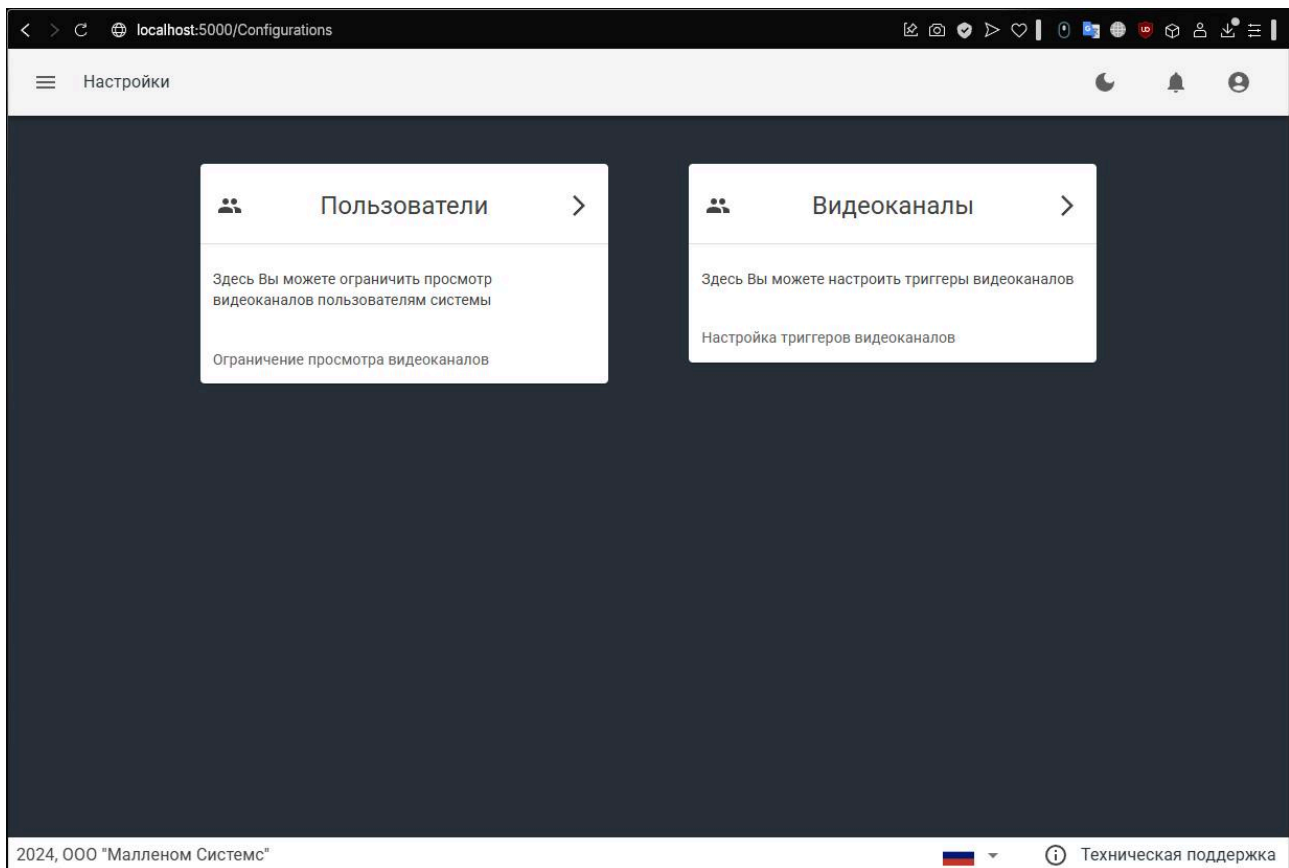 localhost:5000/Configurations
Настройки
Пользователи
Здесь Вы можете ограничить просмотр
видеоканалов пользователям системы
Ограничение просмотра видеоканалов
Видеоканалы
Здесь Вы можете настроить триггеры видеоканалов
Настройка триггеров видеоканалов
2024, ООО "Малленом Системс"
Техническая поддержка